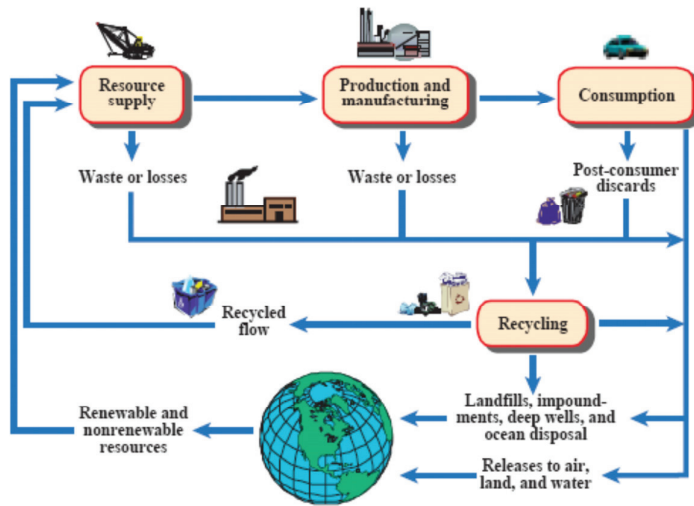 Resource
supply
Production and
manufacturing
Consumption
Waste or losses
Waste or losses
Post-consumer
discards
Recycled
flow
Recycling
Landfills, impound-
ments, deep wells, and
ocean disposal
Renewable and
nonrenewable
resources
Releases to air,
land, and water